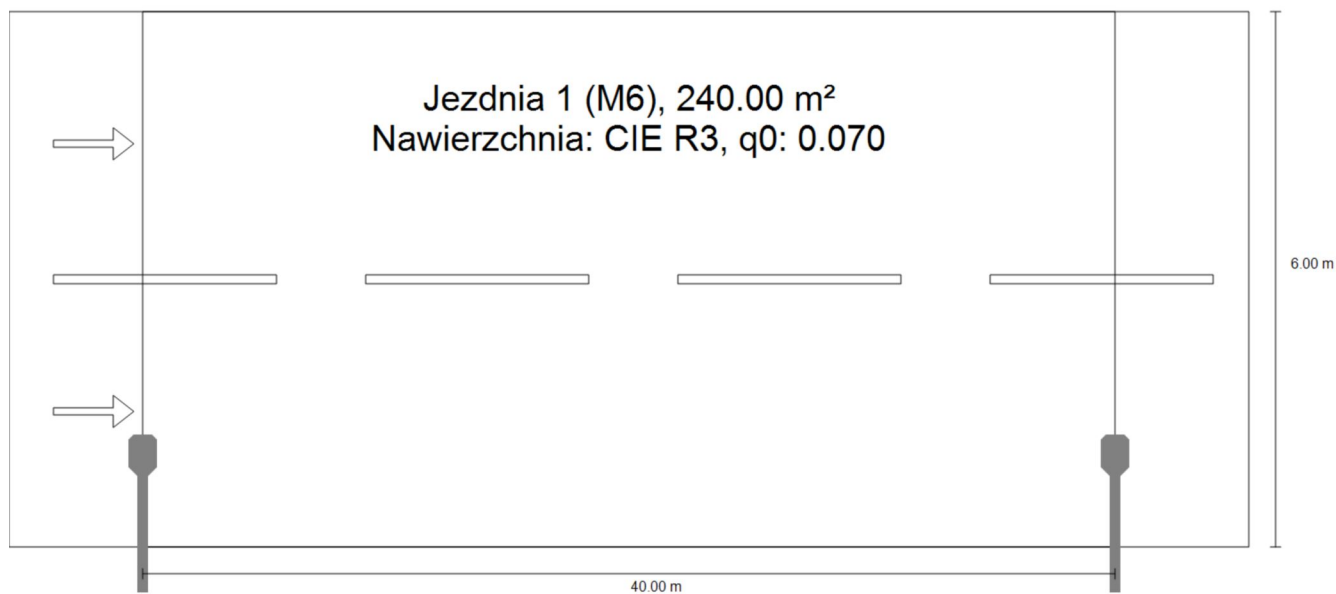 Jezdnia 1 (M6), 240.00 m²
Nawierzchnia: CIE R3, q0: 0.070
6.00 m
40.00 m